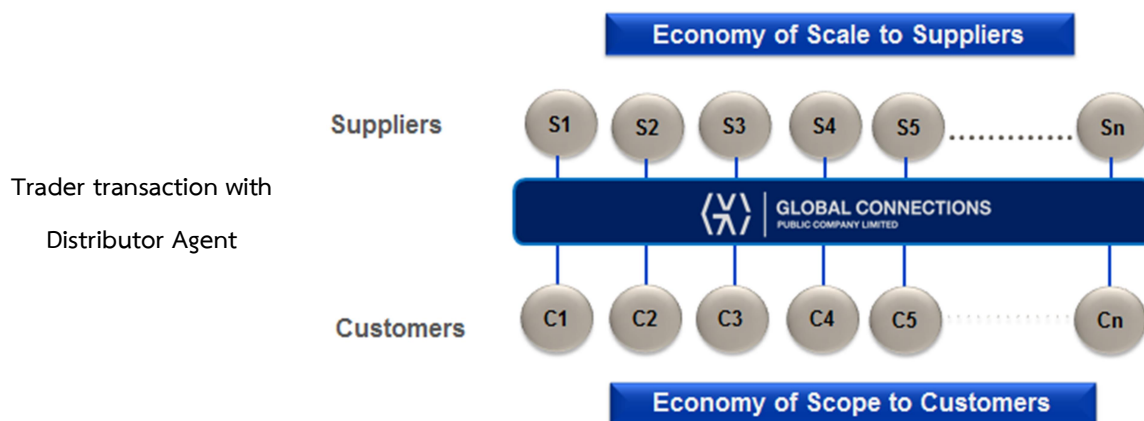 Economy of Scale to Suppliers
Suppliers
S1 S2 S3 S4 S5 Sn
Trader transaction with
Distributor Agent
GLOBAL CONNECTIONS
PUBLIC COMPANY LIMITED
Customers
C1 C2 C3 C4 C5 Cn
Economy of Scope to Customers